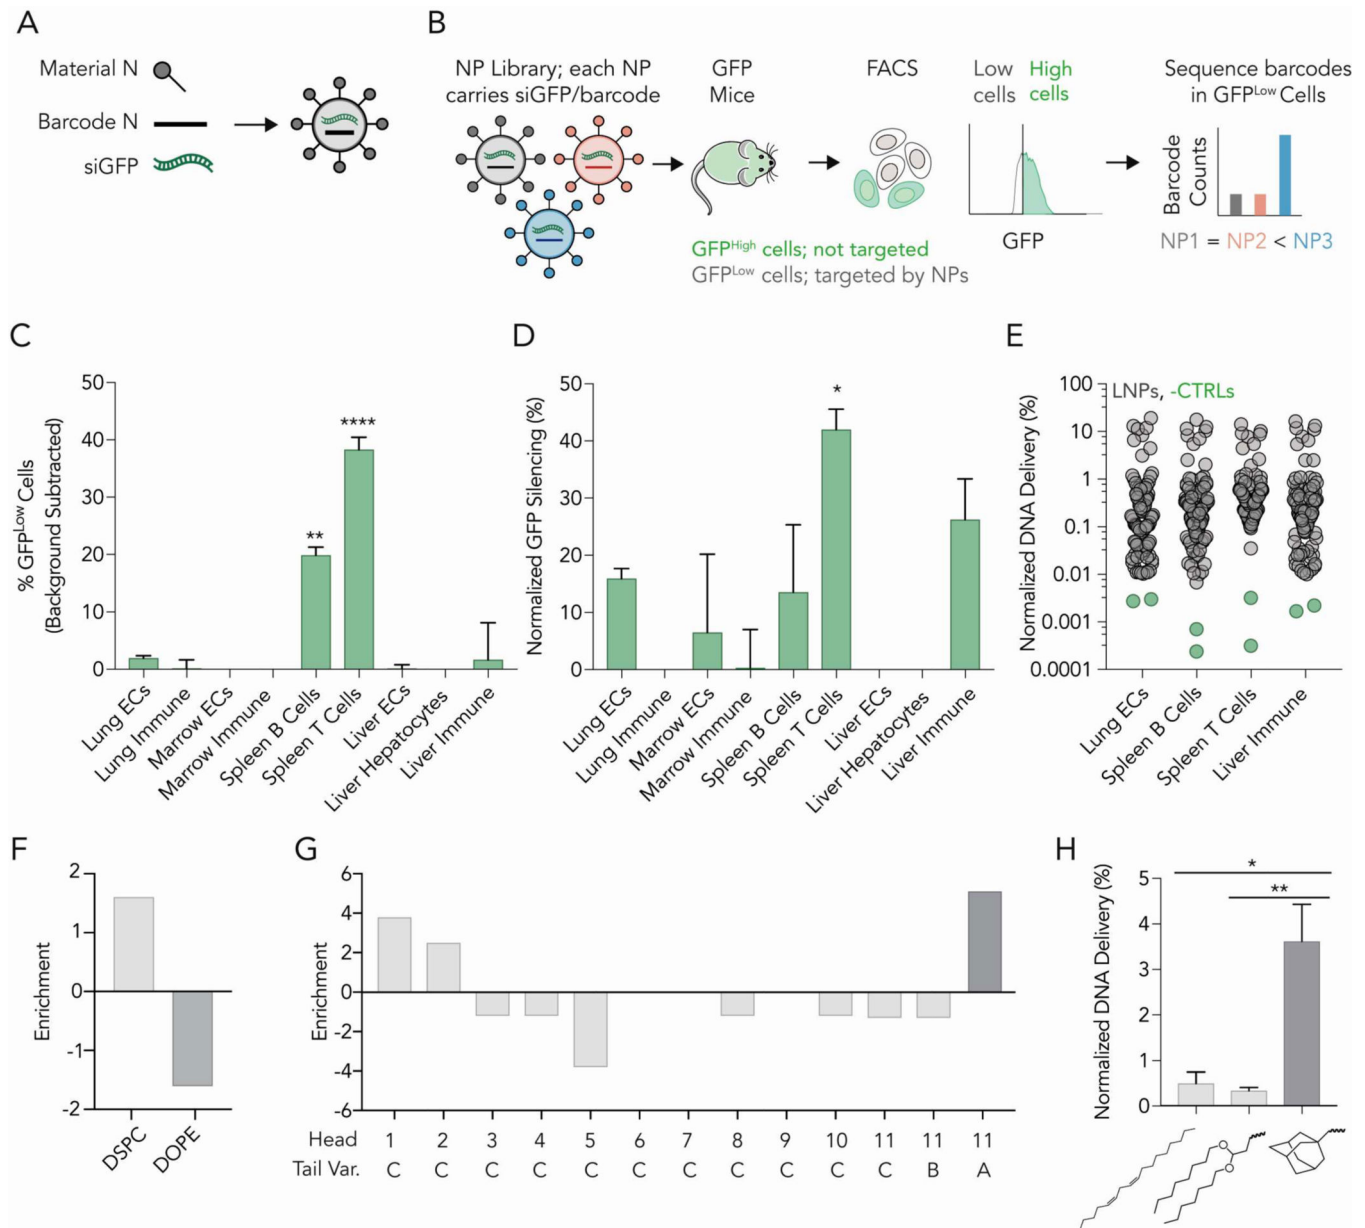 A
Material N
Barcode N
siGFP
B
NP Library; each NP
carries siGFP/barcode
GFP
Mice
FACS
Low
cells
High
cells
Sequence barcodes
in GFPLow Cells
GFPHigh cells; not targeted
GFPLow cells; targeted by NPs
GFP
Barcode
Counts
NP1 = NP2 < NP3
C
% GFPLow Cells
(Background Subtracted)
50
40
30
20
10
0
**
****
Lung ECs
Lung Immune
Marrow ECs
Marrow Immune
Spleen B Cells
Spleen T Cells
Liver ECs
Liver Hepatocytes
Liver Immune
D
Normalized GFP Silencing (%)
50
40
30
20
10
0
*
Lung ECs
Lung Immune
Marrow ECs
Marrow Immune
Spleen B Cells
Spleen T Cells
Liver ECs
Liver Hepatocytes
Liver Immune
E
Normalized DNA Delivery (%)
LNPs, -CTRLs
100
10
1
0.1
0.01
0.001
0.0001
Lung ECs
Spleen B Cells
Spleen T Cells
Liver Immune
F
Enrichment
2
1
0
-1
-2
DSPC
DOPE
G
Enrichment
6
4
2
0
-2
-4
-6
Head 1 2 3 4 5 6 7 8 9 10 11 11 11
Tail Var. C C C C C C C C C C C B A
H
Normalized DNA Delivery (%)
5
4
3
2
1
0
*
**
O
O